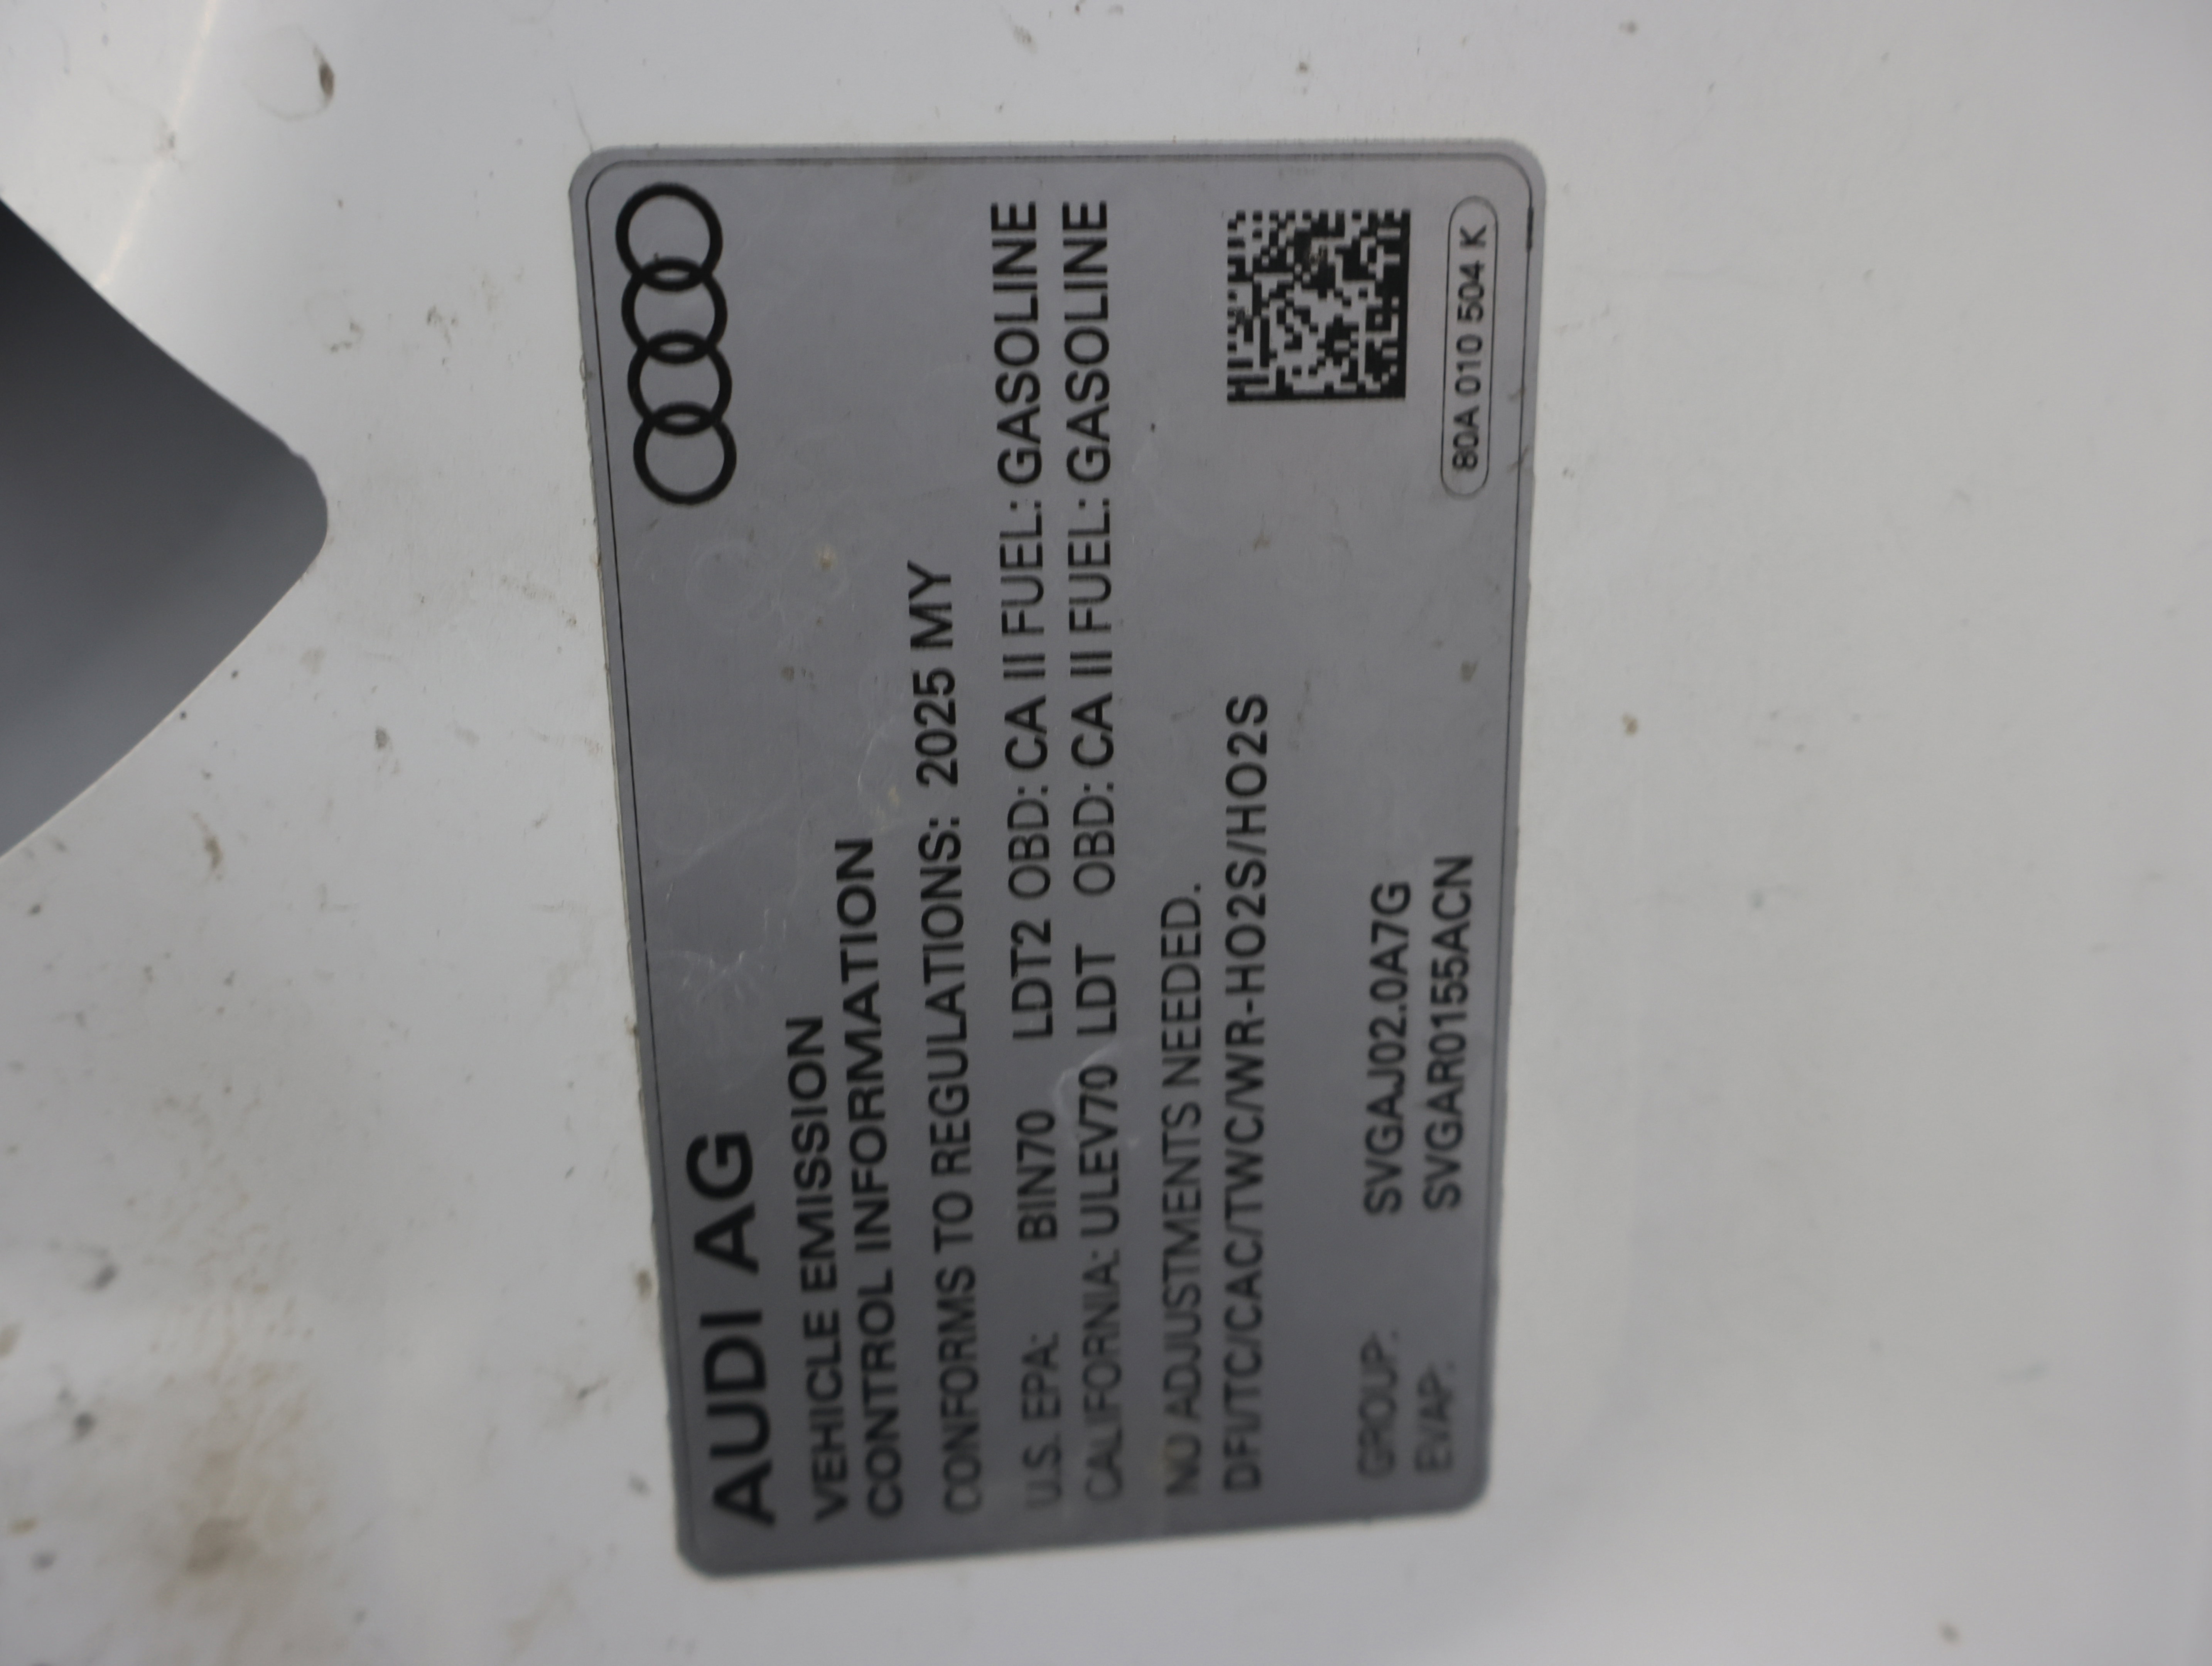 AUDI AG
VEHICLE EMISSION
CONTROL INFORMATION
CONFORMS TO REGULATIONS: 2025 MY
U.S. EPA: BIN70 LDT2 OBD: CA II FUEL: GASOLINE
CALIFORNIA: ULEV70 LDT OBD: CA II FUEL: GASOLINE
NO ADJUSTMENTS NEEDED.
DFI/TC/CAC/TWC/WR-HO2S/HO2S
GROUP: SVGAJ02.0A7G
EVAP: SVGAR0155ACN
80A 010 504 K